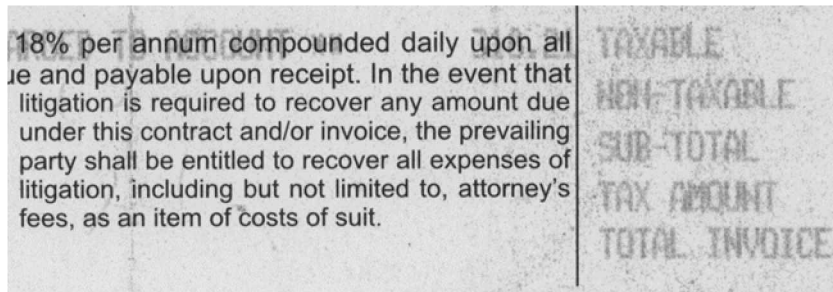 18% per annum compounded daily upon all
ue and payable upon receipt. In the event that
litigation is required to recover any amount due
under this contract and/or invoice, the prevailing
party shall be entitled to recover all expenses of
litigation, including but not limited to, attorney's
fees, as an item of costs of suit.
TAXABLE
NON-TAXABLE
SUB-TOTAL
TAX AMOUNT
TOTAL INVOICE